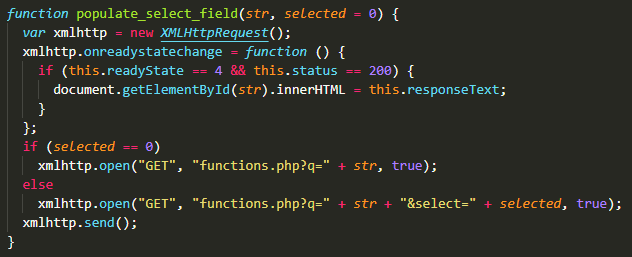 function populate_select_field(str, selected = 0) {
var xmlhttp = new XMLHttpRequest();
xmlhttp.onreadystatechange = function () {
if (this.readyState == 4 && this.status == 200) {
document.getElementById(str).innerHTML = this.responseText;
}
};
if (selected == 0)
xmlhttp.open("GET", "functions.php?q=" + str, true);
else
xmlhttp.open("GET", "functions.php?q=" + str + "&select=" + selected, true);
xmlhttp.send();
}